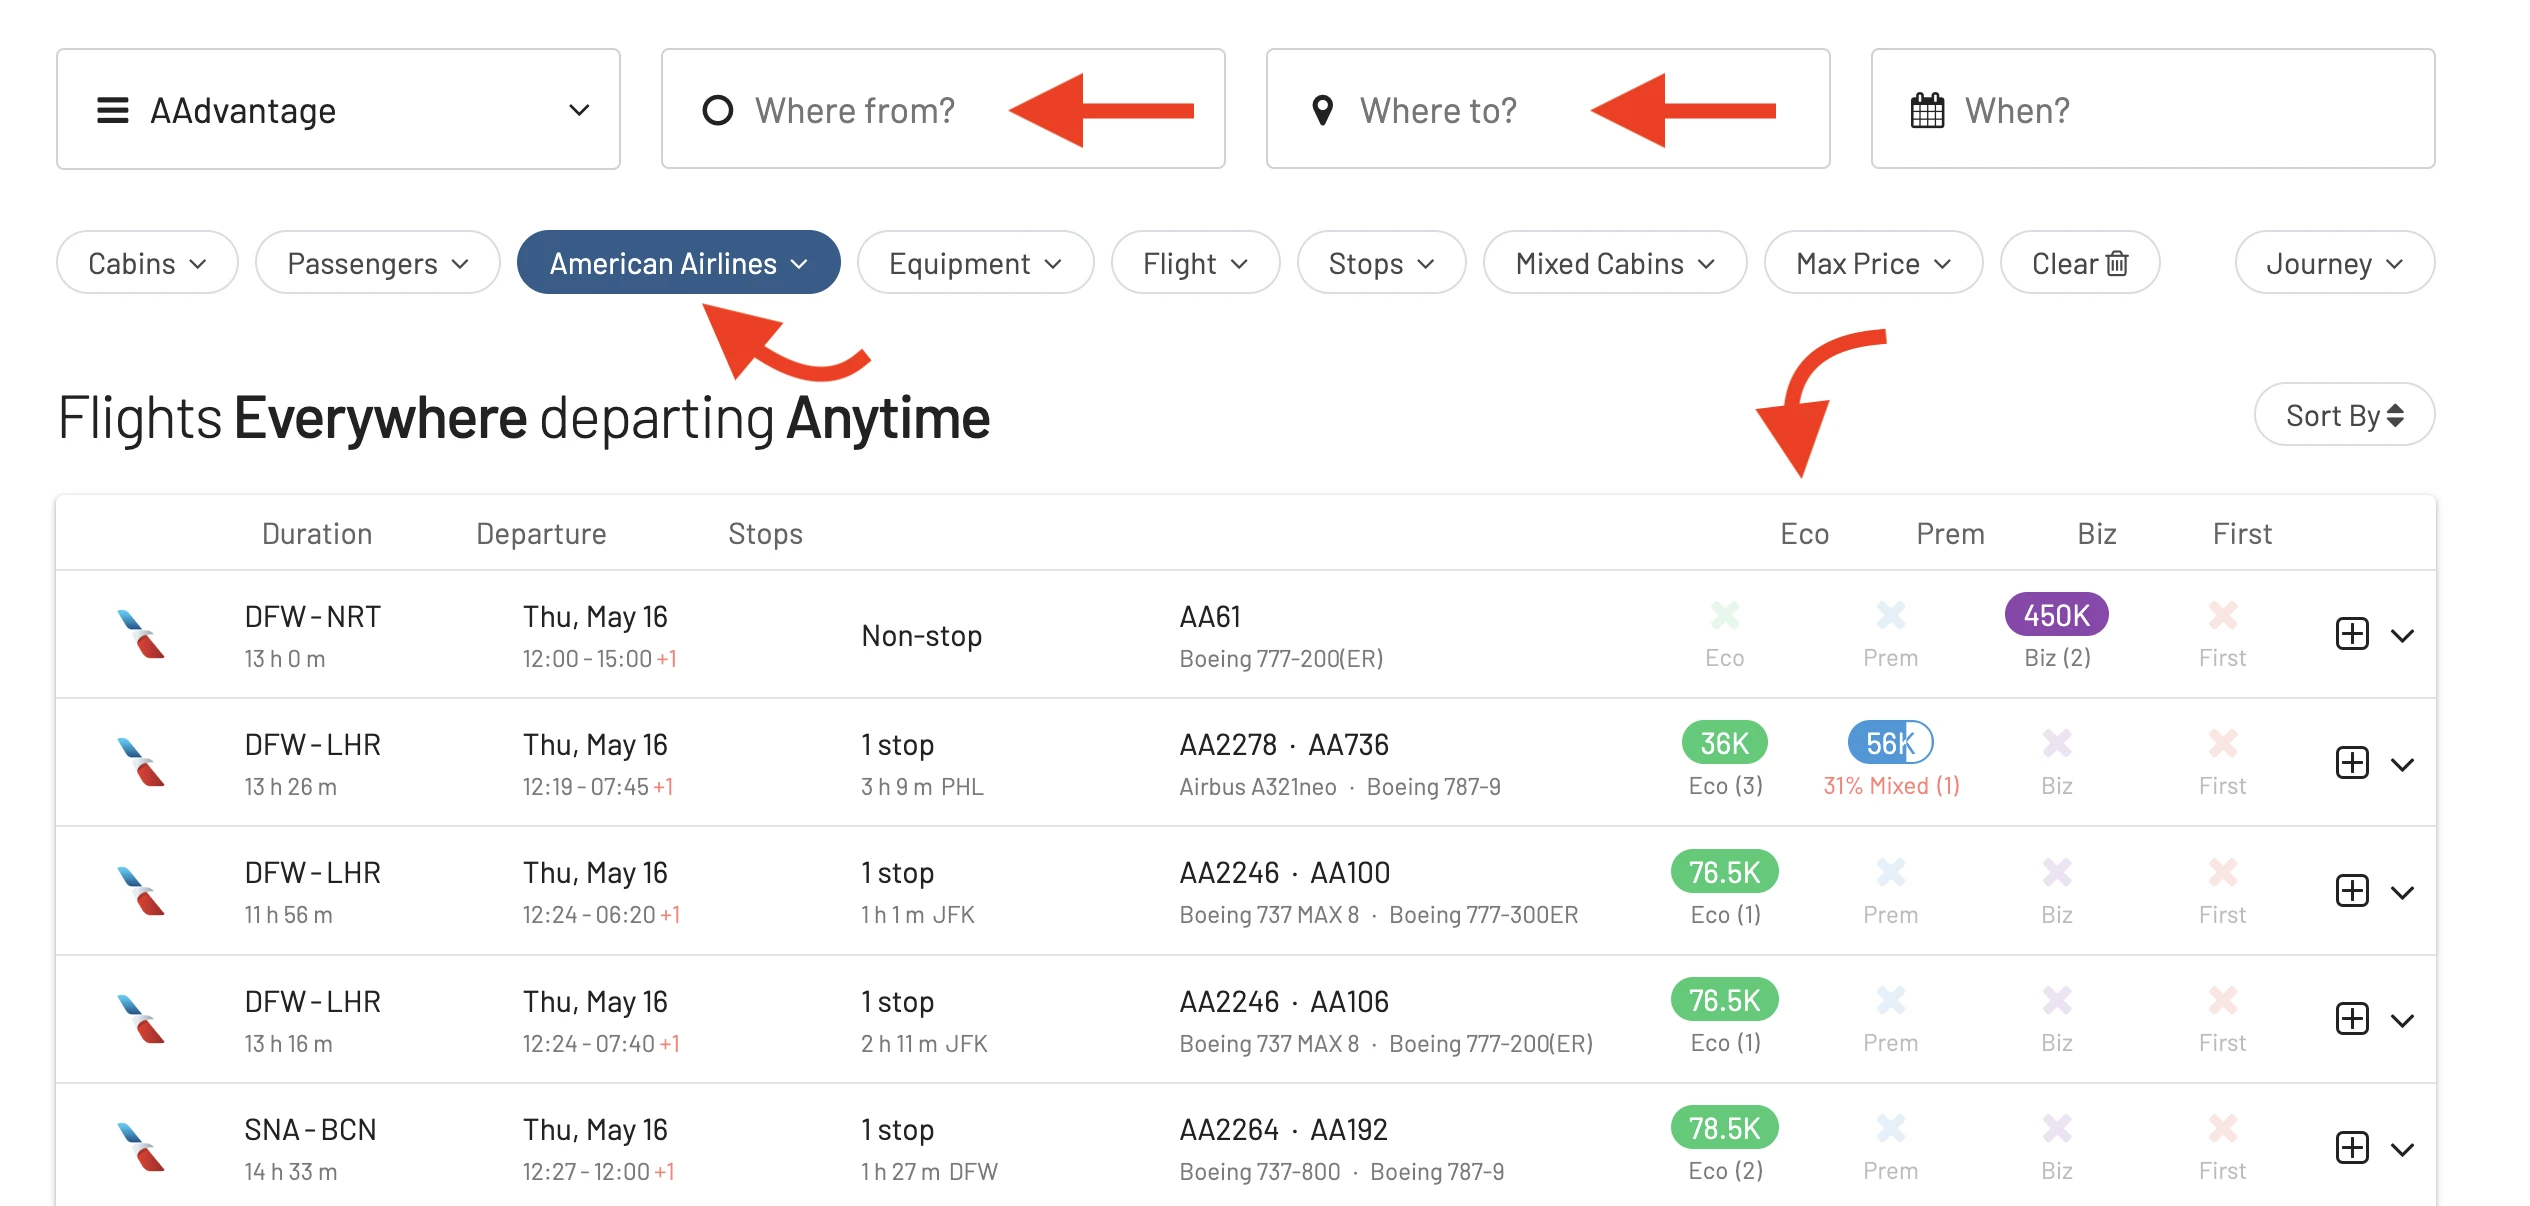 AAdvantage Where from? Where to? When?
Cabins Passengers American Airlines Equipment Flight Stops Mixed Cabins Max Price Clear Journey
Flights Everywhere departing Anytime Sort By
Duration Departure Stops Eco Prem Biz First
DFW - NRT Thu, May 16 Non-stop AA61 450K
13 h 0 m 12:00 - 15:00 +1 Boeing 777-200(ER) Eco Prem Biz (2) First
DFW - LHR Thu, May 16 1 stop AA2278 · AA736 36K 56K
13 h 26 m 12:19 - 07:45 +1 3 h 9 m PHL Airbus A321neo · Boeing 787-9 Eco (3) 31% Mixed (1) Biz First
DFW - LHR Thu, May 16 1 stop AA2246 · AA100 76.5K
11 h 56 m 12:24 - 06:20 +1 1 h 1 m JFK Boeing 737 MAX 8 · Boeing 777-300ER Eco (1) Prem Biz First
DFW - LHR Thu, May 16 1 stop AA2246 · AA106 76.5K
13 h 16 m 12:24 - 07:40 +1 2 h 11 m JFK Boeing 737 MAX 8 · Boeing 777-200(ER) Eco (1) Prem Biz First
SNA - BCN Thu, May 16 1 stop AA2264 · AA192 78.5K
14 h 33 m 12:27 - 12:00 +1 1 h 27 m DFW Boeing 737-800 · Boeing 787-9 Eco (2) Prem Biz First